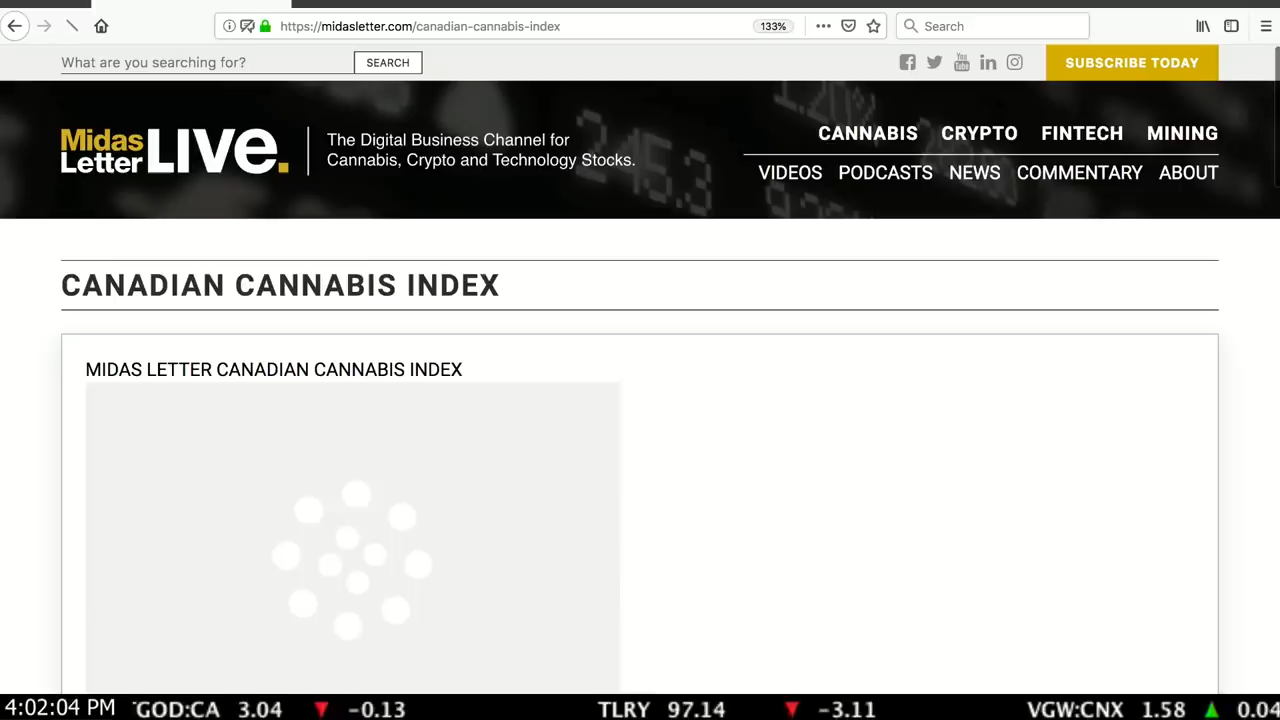 https://midasletter.com/canadian-cannabis-index
133%
Search
What are you searching for?
SEARCH
You
Tube
SUBSCRIBE TODAY
Midas
Letter
LIVE.
The Digital Business Channel for
Cannabis, Crypto and Technology Stocks.
CANNABIS CRYPTO FINTECH MINING
VIDEOS PODCASTS NEWS COMMENTARY ABOUT
CANADIAN CANNABIS INDEX
MIDAS LETTER CANADIAN CANNABIS INDEX
4:02:04 PM GOD:CA 3.04 ▼ -0.13 TLRY 97.14 ▼ -3.11 VGW:CNX 1.58 ▲ 0.04